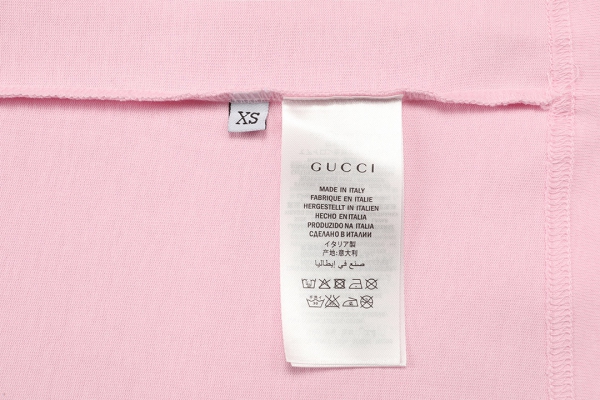 XS
GUCCI
MADE IN ITALY
FABRIQUE EN ITALIE
HERGESTELLT IN ITALIEN
HECHO EN ITALIA
PRODUZIDO NA ITALIA
СДЕЛАНО В ИТАЛИИ
イタリア製
产地:意大利
صنع في إيطاليا